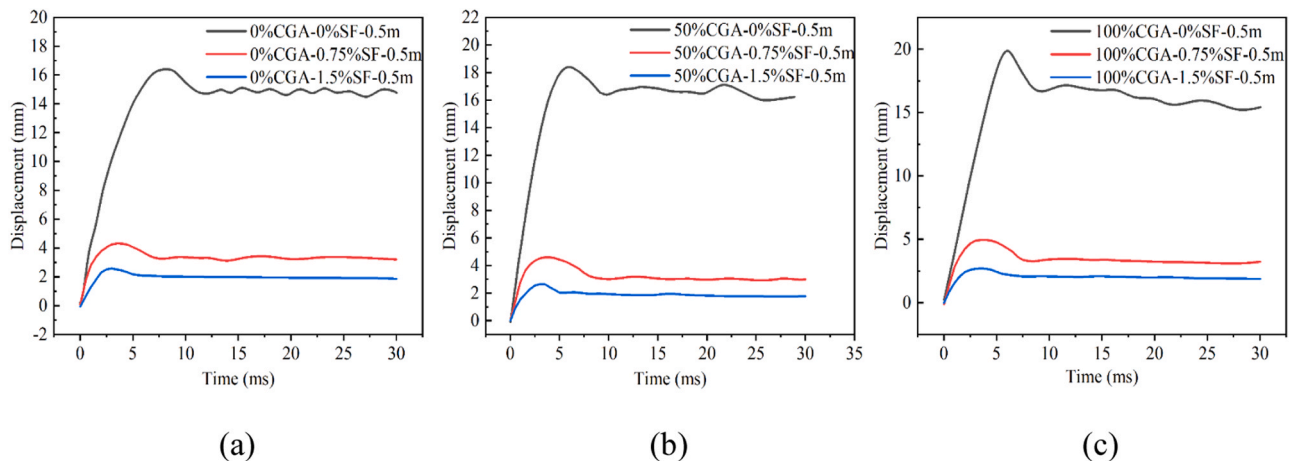 20
18
16
14
12
10
8
6
4
2
0
-2
Displacement (mm)
0%CGA-0%SF-0.5m
0%CGA-0.75%SF-0.5m
0%CGA-1.5%SF-0.5m
0 5 10 15 20 25 30
Time (ms)
(a)
22
20
18
16
14
12
10
8
6
4
2
0
Displacement (mm)
50%CGA-0%SF-0.5m
50%CGA-0.75%SF-0.5m
50%CGA-1.5%SF-0.5m
0 5 10 15 20 25 30 35
Time (ms)
(b)
20
15
10
5
0
Displacement (mm)
100%CGA-0%SF-0.5m
100%CGA-0.75%SF-0.5m
100%CGA-1.5%SF-0.5m
0 5 10 15 20 25 30
Time (ms)
(c)